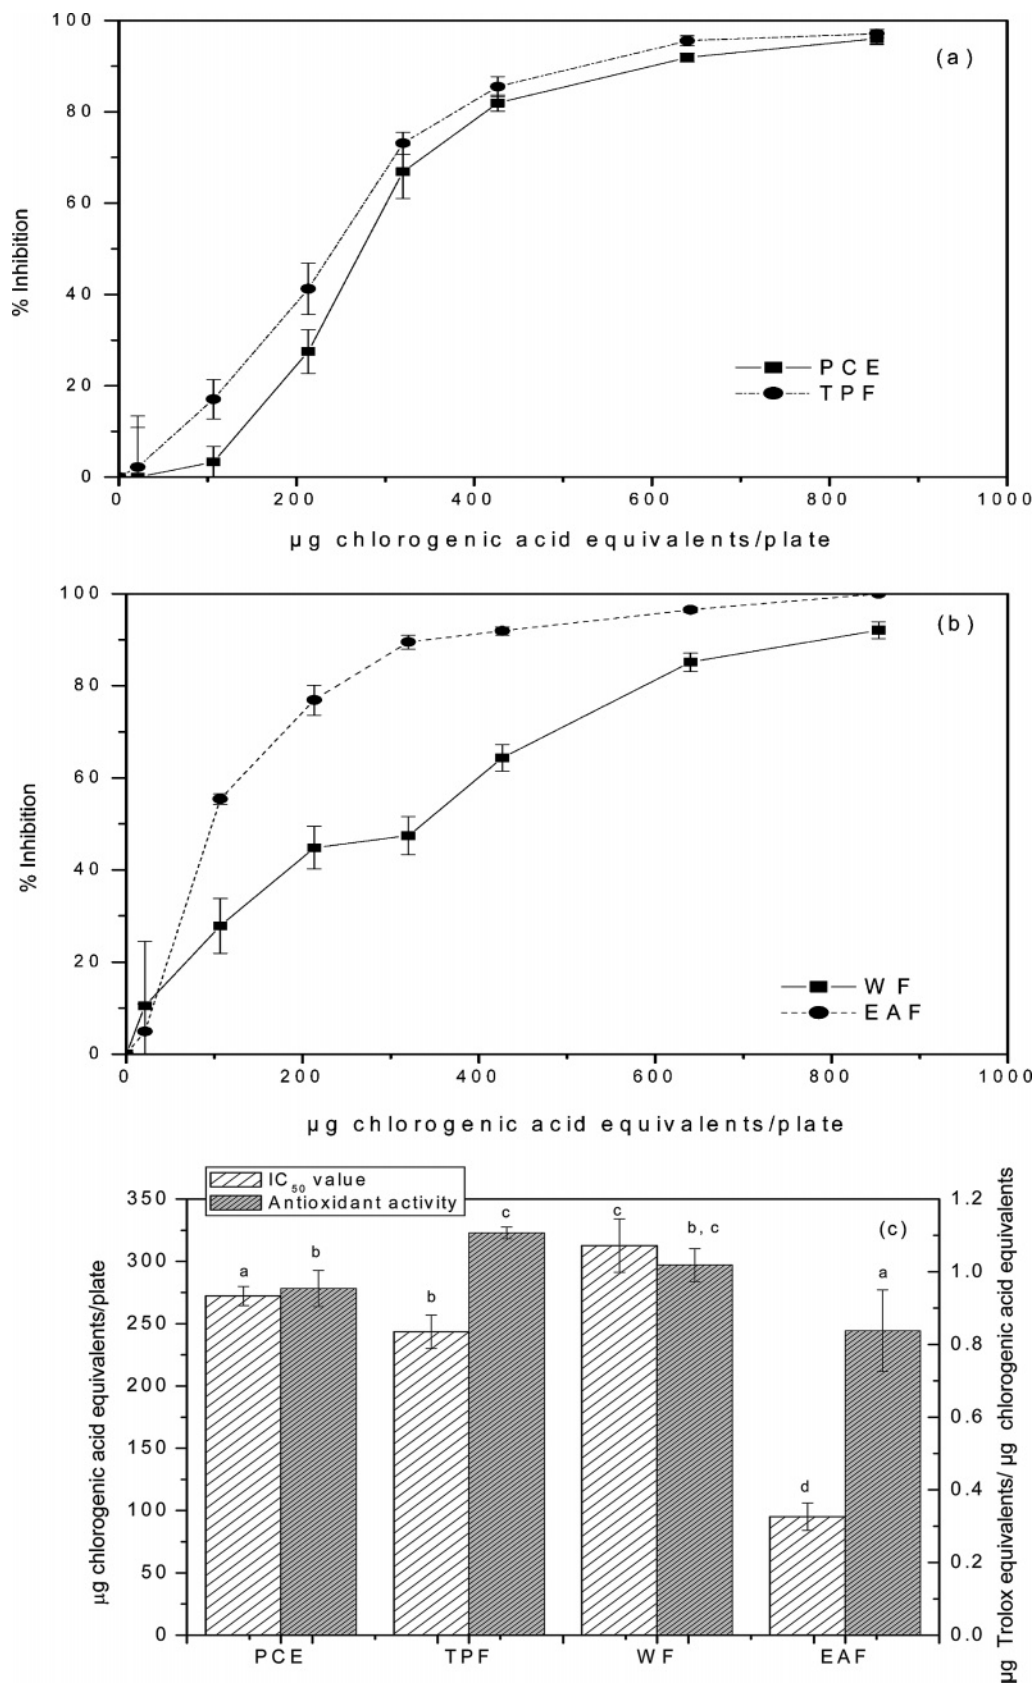 100
80
60
40
20
0
% Inhibition
(a)
PCE
TPF
0 200 400 600 800 1000
µg chlorogenic acid equivalents/plate
100
80
60
40
20
0
% Inhibition
(b)
WF
EAF
0 200 400 600 800 1000
µg chlorogenic acid equivalents/plate
IC50 value
Antioxidant activity
350
300
250
200
150
100
50
0
µg chlorogenic acid equivalents/plate
a
b
b
c
c
b, c
d
a
(c)
1.2
1.0
0.8
0.6
0.4
0.2
0.0
µg Trolox equivalents/ µg chlorogenic acid equivalents
PCE TPF WF EAF